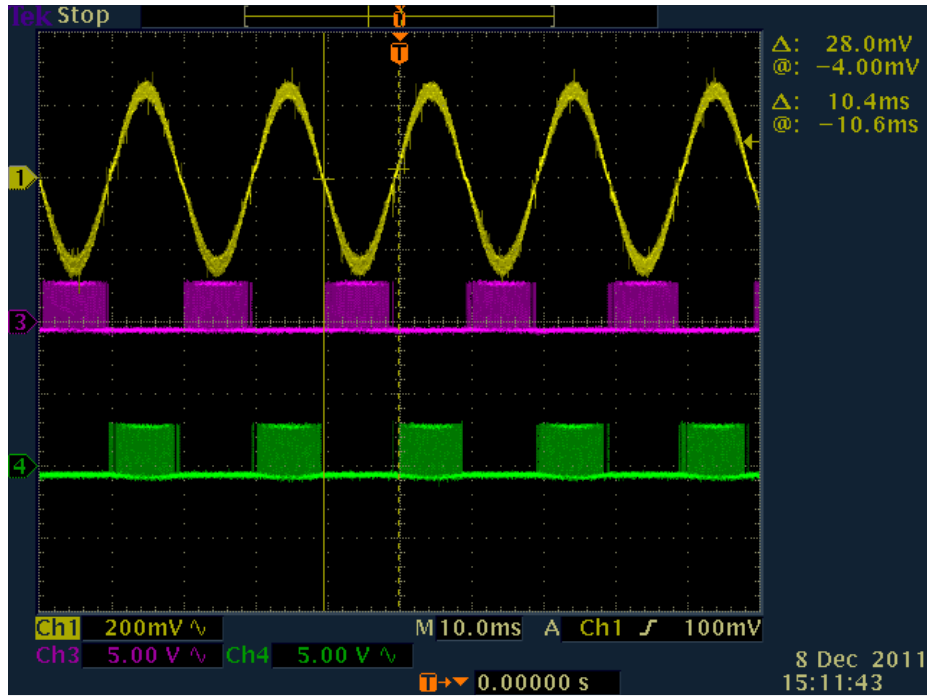 Tek Stop
T
T
Δ: 28.0mV
@: −4.00mV
Δ: 10.4ms
@: −10.6ms
1
3
4
Ch1 200mV∿ M 10.0ms A Ch1 ʃ 100mV
Ch3 5.00 V ∿ Ch4 5.00 V ∿
T→▼ 0.00000 s
8 Dec 2011
15:11:43